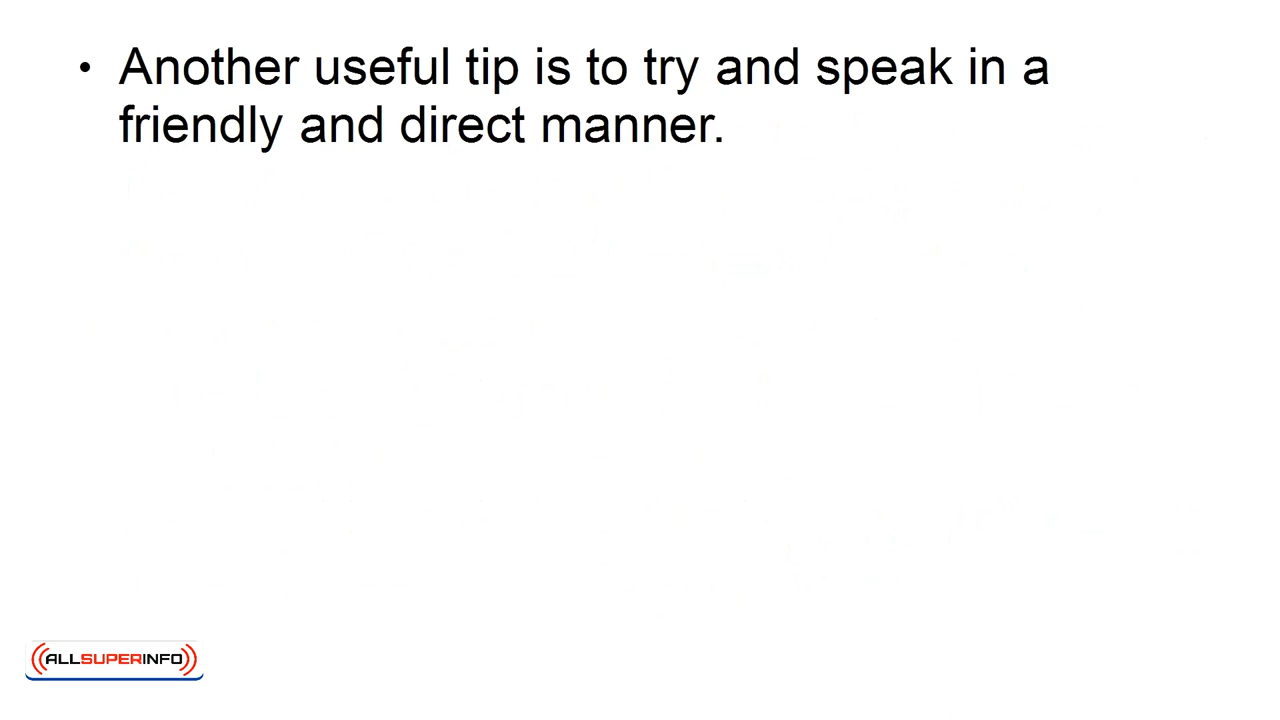 • Another useful tip is to try and speak in a
friendly and direct manner.
ALLSUPERINFO